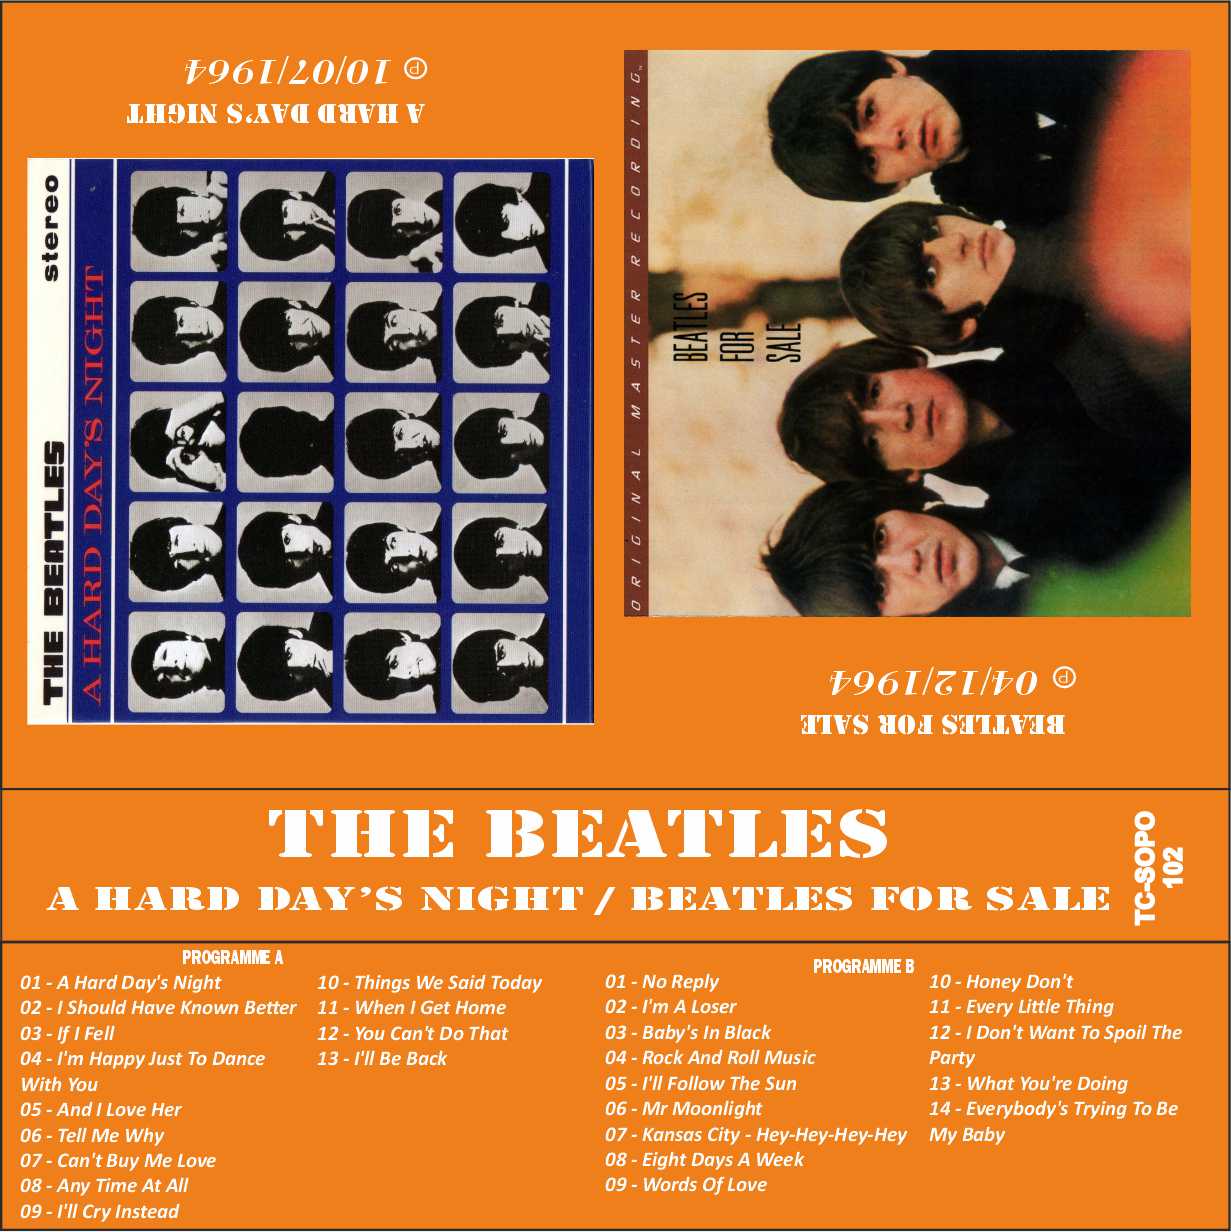 ℗ 10/07/1964
A HARD DAY'S NIGHT
stereo
THE BEATLES
A HARD DAY'S NIGHT
ORIGINAL MASTER RECORDING™
BEATLES
FOR
SALE
℗ 04/12/1964
BEATLES FOR SALE
THE BEATLES
A HARD DAY'S NIGHT / BEATLES FOR SALE
TC-SOPO
102
PROGRAMME A
01 - A Hard Day's Night
02 - I Should Have Known Better
03 - If I Fell
04 - I'm Happy Just To Dance
With You
05 - And I Love Her
06 - Tell Me Why
07 - Can't Buy Me Love
08 - Any Time At All
09 - I'll Cry Instead
10 - Things We Said Today
11 - When I Get Home
12 - You Can't Do That
13 - I'll Be Back
PROGRAMME B
01 - No Reply
02 - I'm A Loser
03 - Baby's In Black
04 - Rock And Roll Music
05 - I'll Follow The Sun
06 - Mr Moonlight
07 - Kansas City - Hey-Hey-Hey-Hey
08 - Eight Days A Week
09 - Words Of Love
10 - Honey Don't
11 - Every Little Thing
12 - I Don't Want To Spoil The
Party
13 - What You're Doing
14 - Everybody's Trying To Be
My Baby